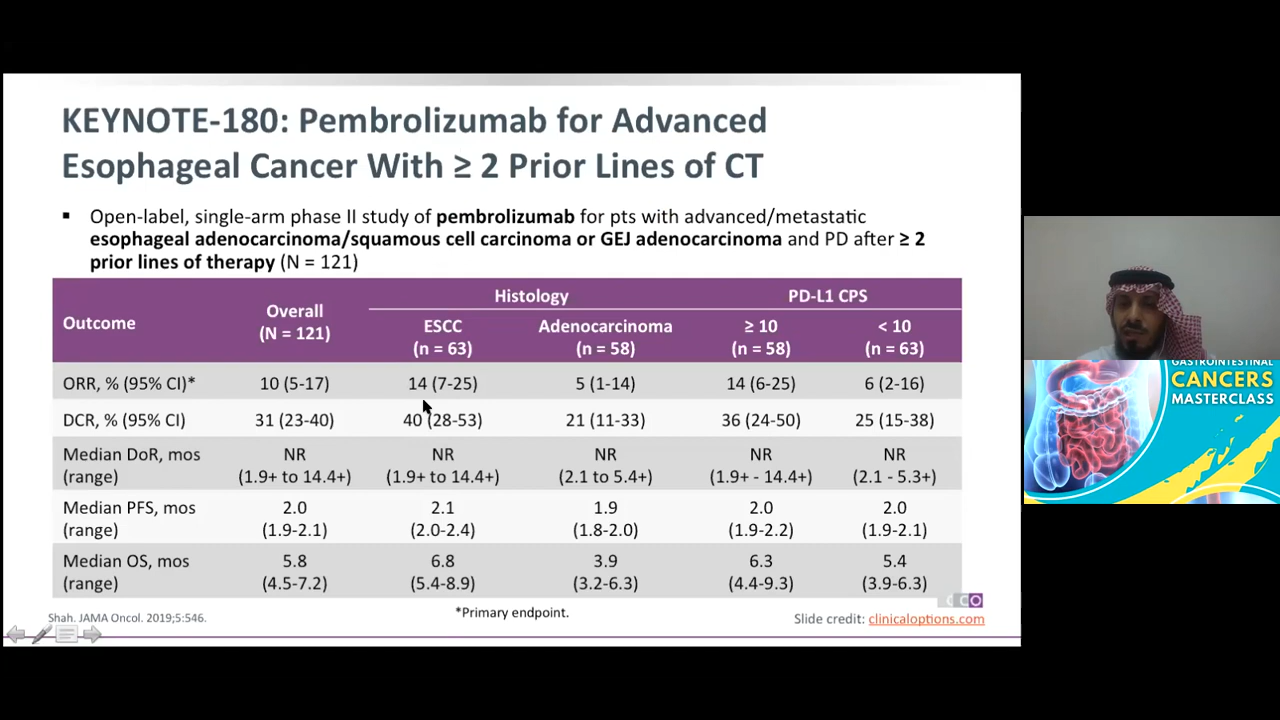 KEYNOTE-180: Pembrolizumab for Advanced
Esophageal Cancer With ≥ 2 Prior Lines of CT
▪ Open-label, single-arm phase II study of pembrolizumab for pts with advanced/metastatic
esophageal adenocarcinoma/squamous cell carcinoma or GEJ adenocarcinoma and PD after ≥ 2
prior lines of therapy (N = 121)
Outcome Overall (N = 121) Histology PD-L1 CPS
ESCC (n = 63) Adenocarcinoma (n = 58) ≥ 10 (n = 58) < 10 (n = 63)
ORR, % (95% CI)* 10 (5-17) 14 (7-25) 5 (1-14) 14 (6-25) 6 (2-16)
DCR, % (95% CI) 31 (23-40) 40 (28-53) 21 (11-33) 36 (24-50) 25 (15-38)
Median DoR, mos NR NR NR NR NR
(range) (1.9+ to 14.4+) (1.9+ to 14.4+) (2.1 to 5.4+) (1.9+ - 14.4+) (2.1 - 5.3+)
Median PFS, mos 2.0 2.1 1.9 2.0 2.0
(range) (1.9-2.1) (2.0-2.4) (1.8-2.0) (1.9-2.2) (1.9-2.1)
Median OS, mos 5.8 6.8 3.9 6.3 5.4
(range) (4.5-7.2) (5.4-8.9) (3.2-6.3) (4.4-9.3) (3.9-6.3)
*Primary endpoint.
Shah. JAMA Oncol. 2019;5:546.
CCO
Slide credit: clinicaloptions.com
GASTROINTESTINAL
CANCERS
MASTERCLASS